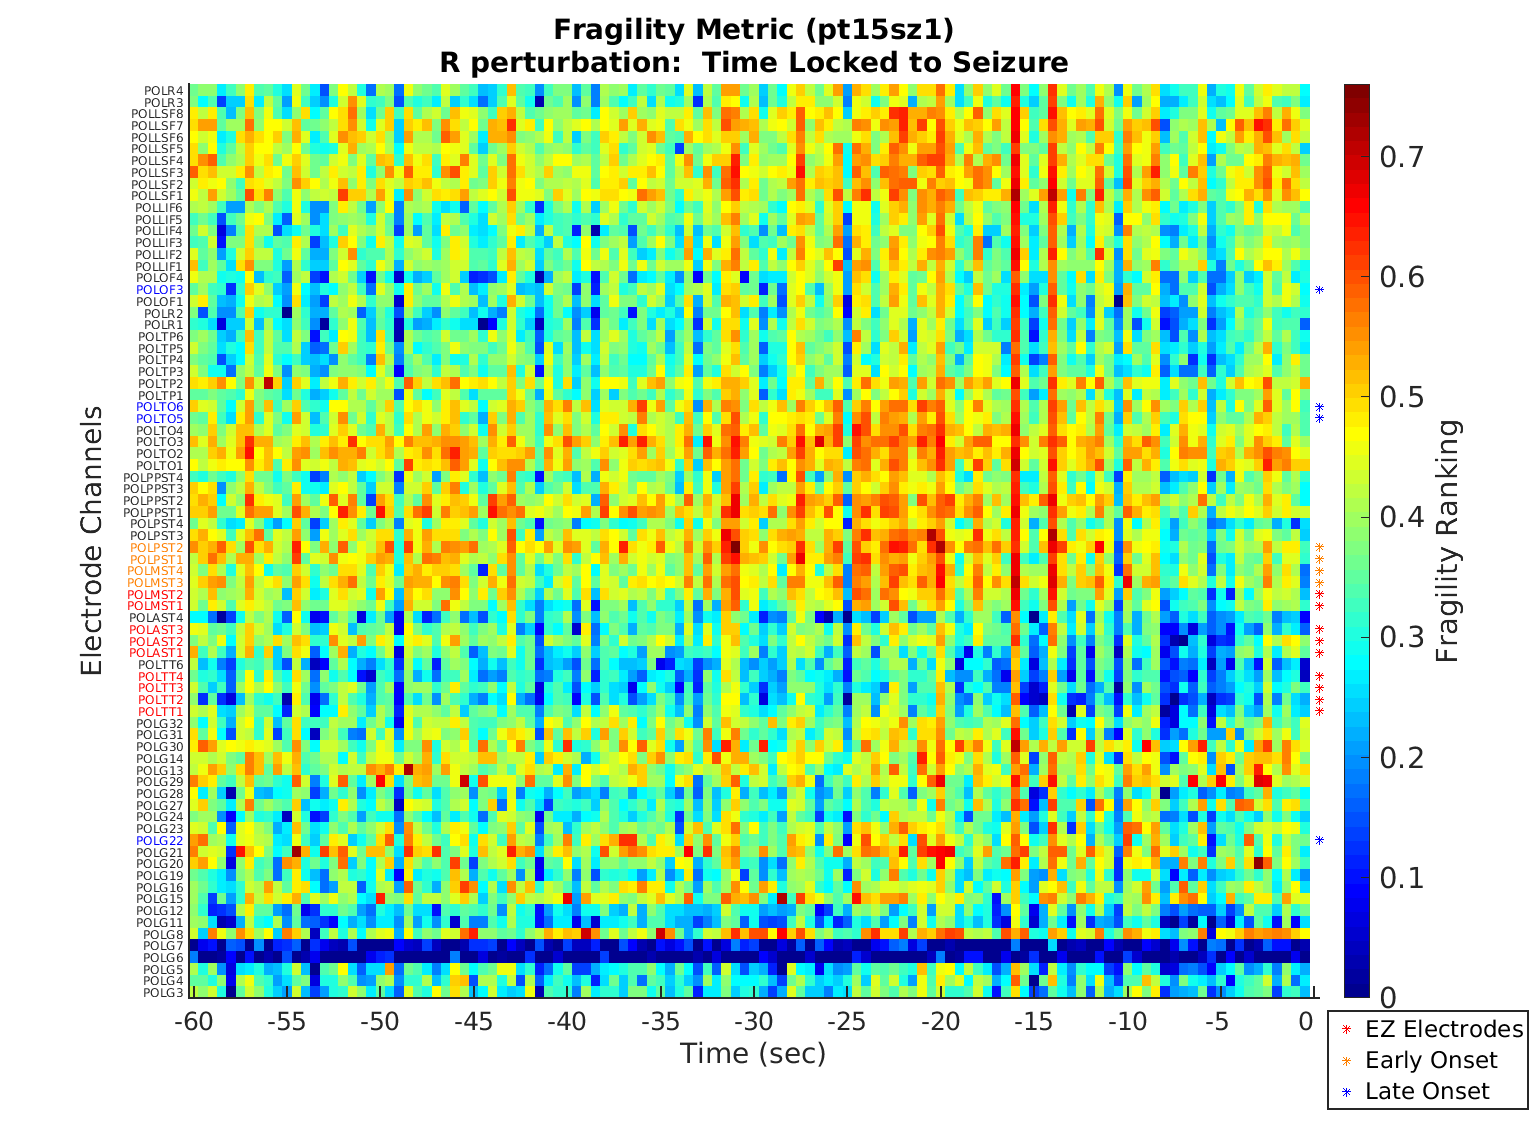 Fragility Metric (pt15sz1)
R perturbation:  Time Locked to Seizure
Electrode Channels
POLR4
POLR3
POLLSF8
POLLSF7
POLLSF6
POLLSF5
POLLSF4
POLLSF3
POLLSF2
POLLSF1
POLLIF6
POLLIF5
POLLIF4
POLLIF3
POLLIF2
POLLIF1
POLOF4
POLOF3
POLOF1
POLR2
POLR1
POLTP6
POLTP5
POLTP4
POLTP3
POLTP2
POLTP1
POLTO6
POLTO5
POLTO4
POLTO3
POLTO2
POLTO1
POLPPST4
POLPPST3
POLPPST2
POLPPST1
POLPST4
POLPST3
POLPST2
POLPST1
POLMST4
POLMST3
POLMST2
POLMST1
POLAST4
POLAST3
POLAST2
POLAST1
POLTT6
POLTT4
POLTT3
POLTT2
POLTT1
POLG32
POLG31
POLG30
POLG14
POLG13
POLG29
POLG28
POLG27
POLG24
POLG23
POLG22
POLG21
POLG20
POLG19
POLG16
POLG15
POLG12
POLG11
POLG8
POLG7
POLG6
POLG5
POLG4
POLG3
-60 -55 -50 -45 -40 -35 -30 -25 -20 -15 -10 -5 0
Time (sec)
0.7
0.6
0.5
0.4
0.3
0.2
0.1
0
Fragility Ranking
EZ Electrodes
Early Onset
Late Onset